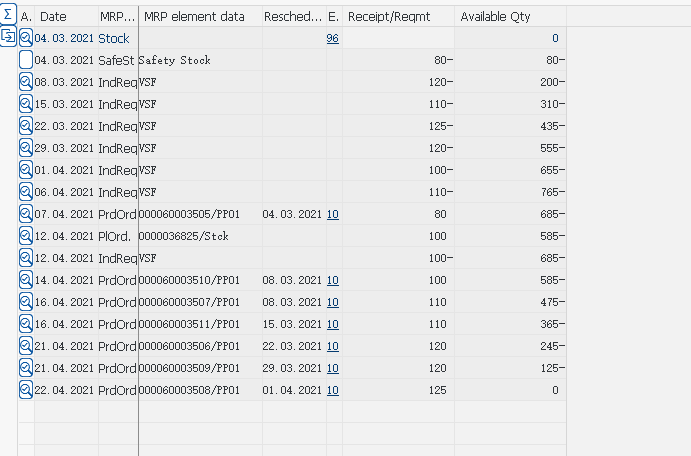 A. Date MRP... MRP element data Resched... E. Receipt/Reqmt Available Qty
04.03.2021 Stock 96 0
04.03.2021 SafeSt Safety Stock 80- 80-
08.03.2021 IndReq VSF 120- 200-
15.03.2021 IndReq VSF 110- 310-
22.03.2021 IndReq VSF 125- 435-
29.03.2021 IndReq VSF 120- 555-
01.04.2021 IndReq VSF 100- 655-
06.04.2021 IndReq VSF 110- 765-
07.04.2021 PrdOrd 000060003505/PP01 04.03.2021 10 80 685-
12.04.2021 PlOrd. 0000036825/Stck 100 585-
12.04.2021 IndReq VSF 100- 685-
14.04.2021 PrdOrd 000060003510/PP01 08.03.2021 10 100 585-
16.04.2021 PrdOrd 000060003507/PP01 08.03.2021 10 110 475-
16.04.2021 PrdOrd 000060003511/PP01 15.03.2021 10 110 365-
21.04.2021 PrdOrd 000060003506/PP01 22.03.2021 10 120 245-
21.04.2021 PrdOrd 000060003509/PP01 29.03.2021 10 120 125-
22.04.2021 PrdOrd 000060003508/PP01 01.04.2021 10 125 0